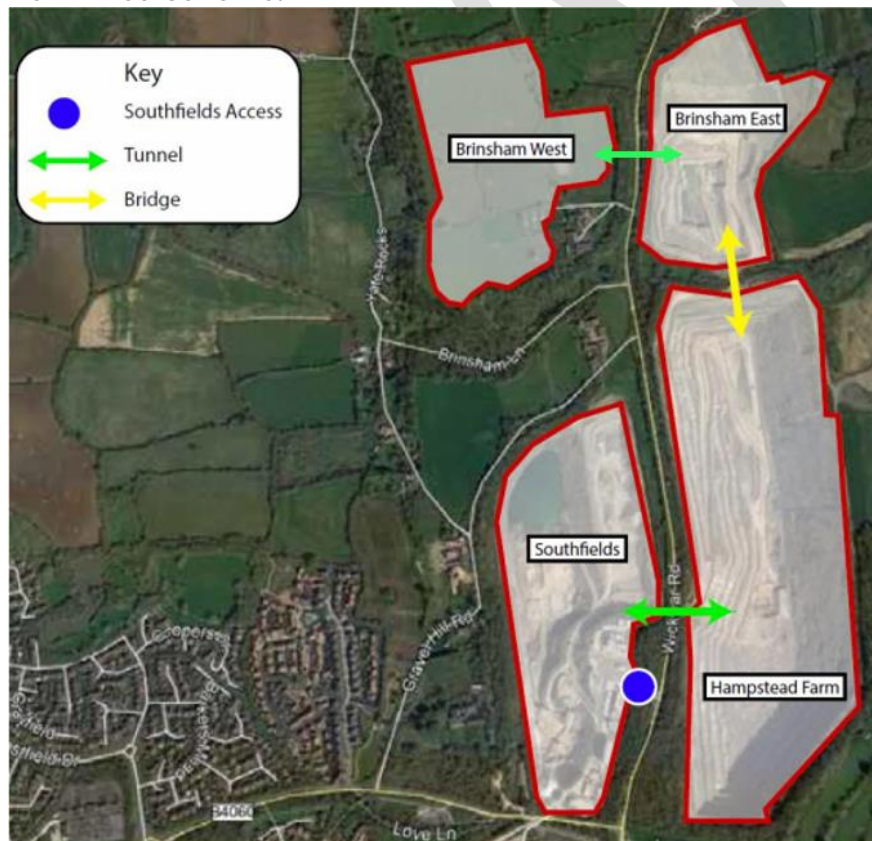 Key
Southfields Access
Tunnel
Bridge
Brinsham West
Brinsham East
Yate Rocks
Brinsham Ln
Southfields
Wickwar Rd
Gravel Hill Rd
Hampstead Farm
B4060
Love Ln